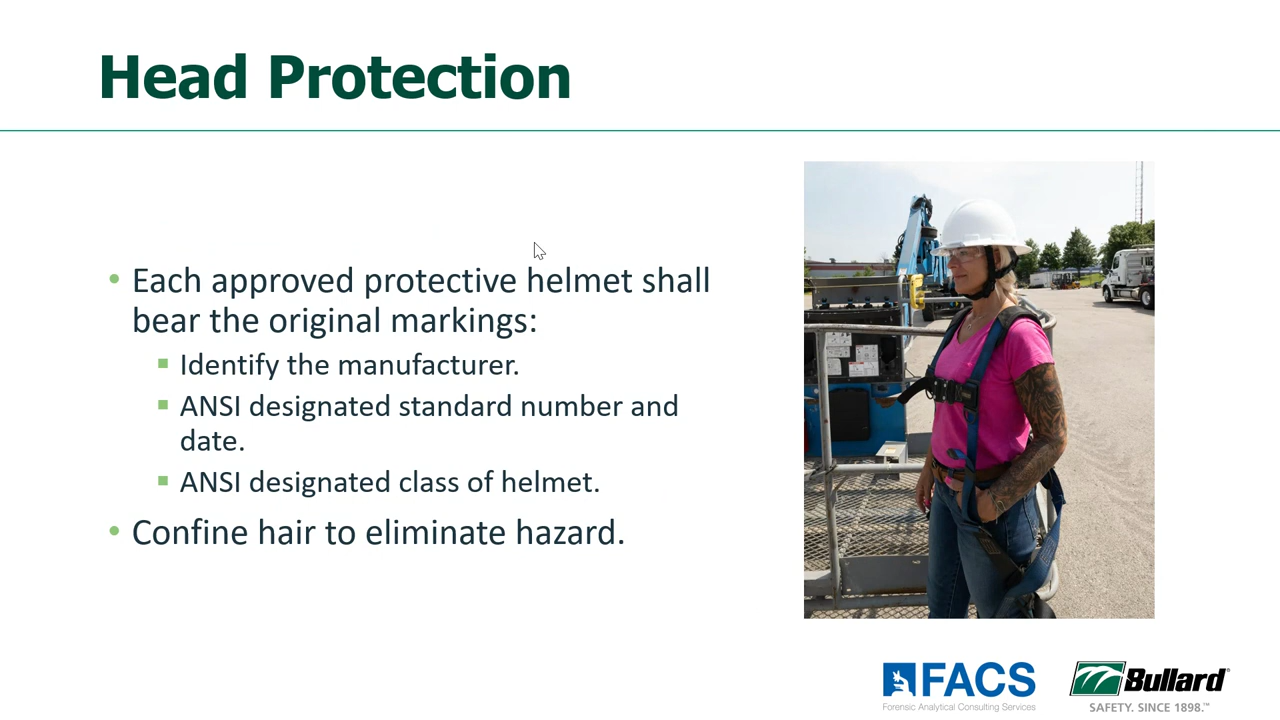 Head Protection
Each approved protective helmet shall
bear the original markings:
Identify the manufacturer.
ANSI designated standard number and
date.
ANSI designated class of helmet.
Confine hair to eliminate hazard.
FACS
Forensic Analytical Consulting Services
Bullard®
SAFETY. SINCE 1898.™